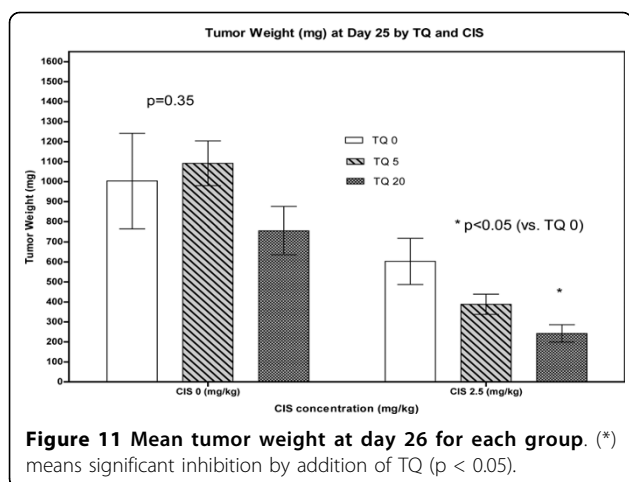 Tumor Weight (mg) at Day 25 by TQ and CIS
Tumor Weight (mg)
1600
1500
1400
1300
1200
1100
1000
900
800
700
600
500
400
300
200
100
0
p=0.35
TQ 0
TQ 5
TQ 20
* p<0.05 (vs. TQ 0)
*
CIS 0 (mg/kg)
CIS 2.5 (mg/kg)
CIS concentration (mg/kg)
Figure 11 Mean tumor weight at day 26 for each group. (*)
means significant inhibition by addition of TQ (p < 0.05).